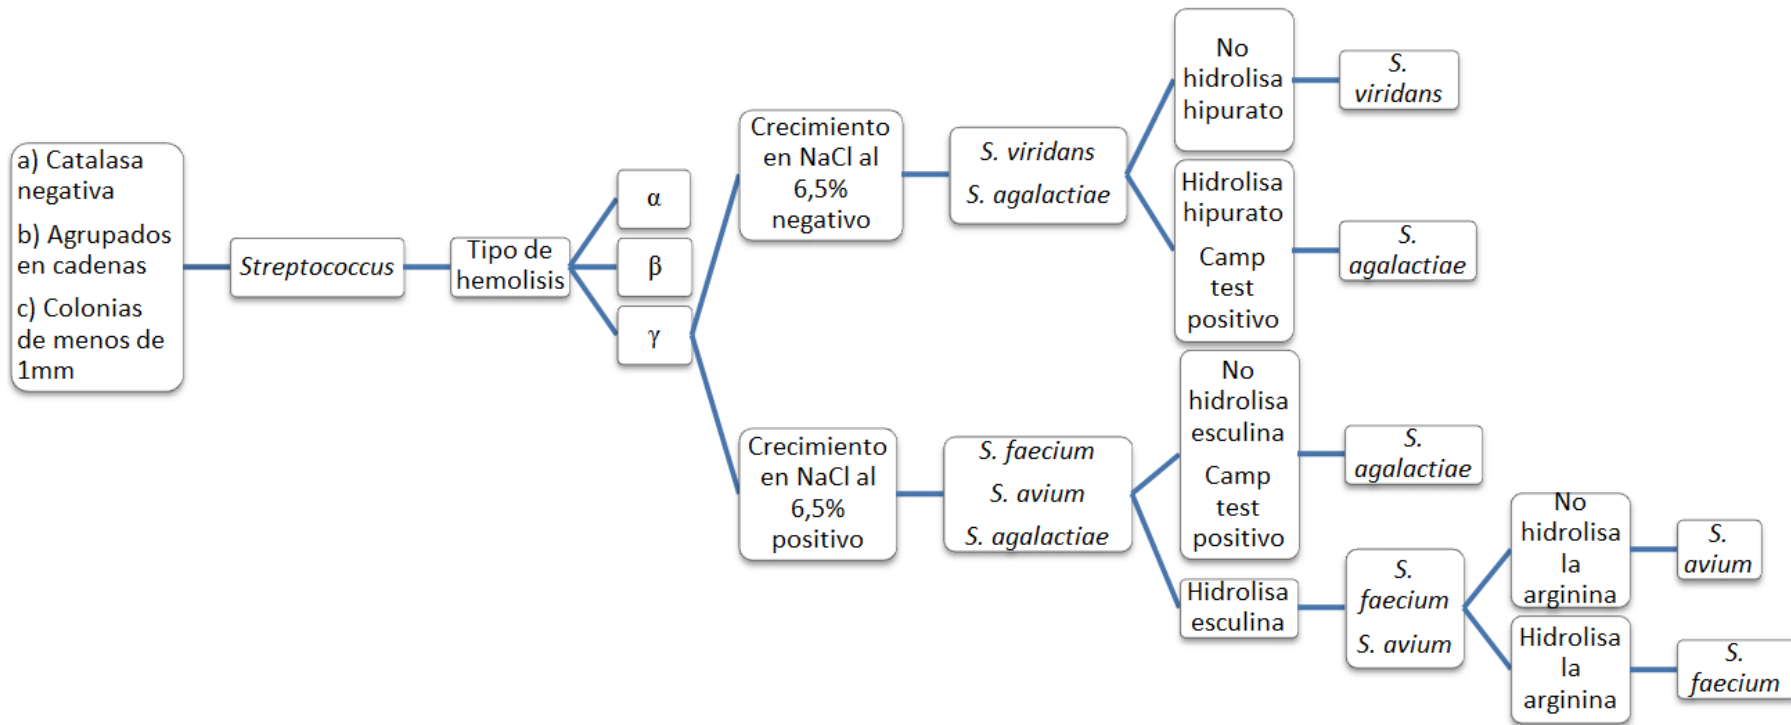 a) Catalasa
negativa
b) Agrupados
en cadenas
c) Colonias
de menos de
1mm
Streptococcus
Tipo de
hemolisis
α
β
γ
Crecimiento
en NaCl al
6,5%
negativo
S. viridans
S. agalactiae
No
hidrolisa
hipurato
S.
viridans
Hidrolisa
hipurato
Camp
test
positivo
S.
agalactiae
Crecimiento
en NaCl al
6,5%
positivo
S. faecium
S. avium
S. agalactiae
No
hidrolisa
esculina
Camp
test
positivo
S.
agalactiae
Hidrolisa
esculina
S.
faecium
S. avium
No
hidrolisa
la
arginina
S.
avium
Hidrolisa
la
arginina
S.
faecium